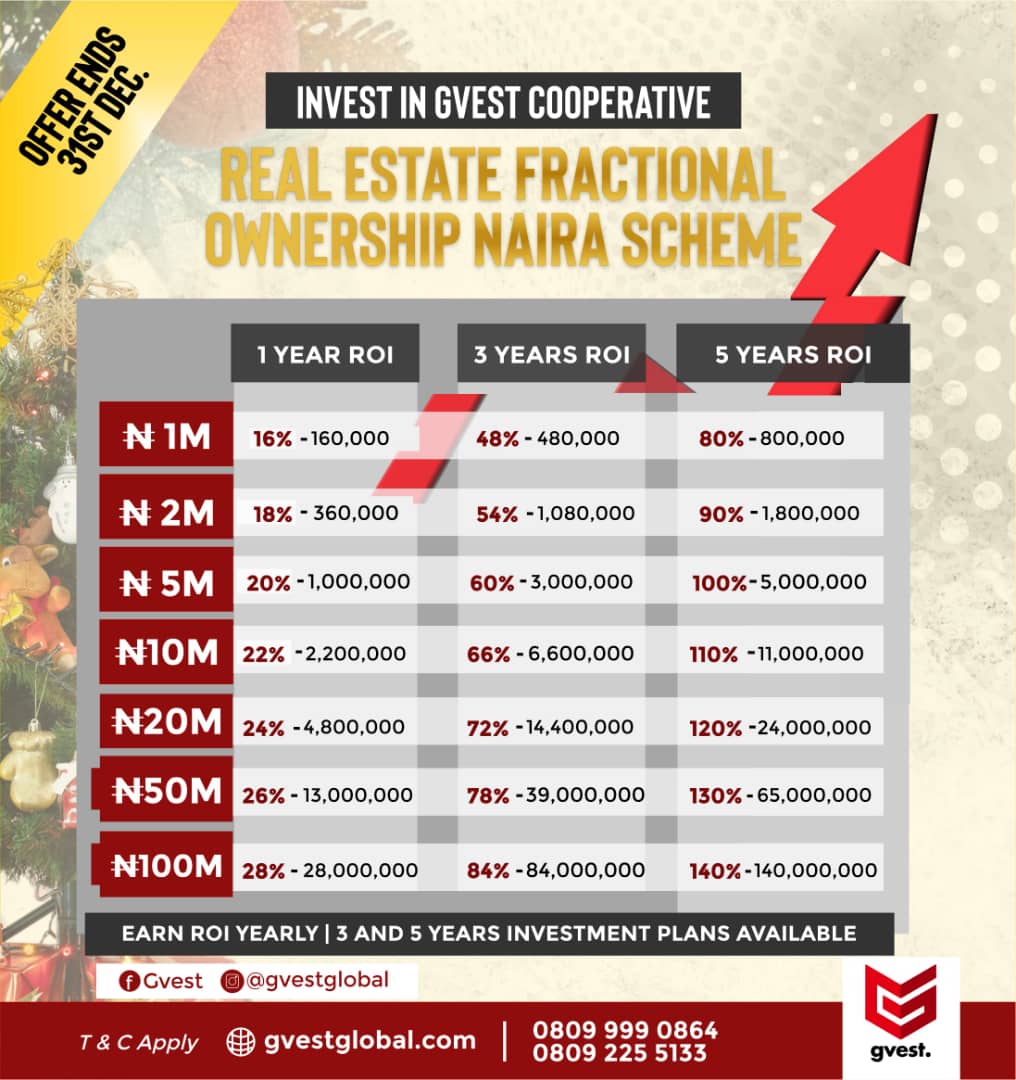 OFFER ENDS
31ST DEC.
INVEST IN GVEST COOPERATIVE
REAL ESTATE FRACTIONAL
OWNERSHIP NAIRA SCHEME
1 YEAR ROI 3 YEARS ROI 5 YEARS ROI
₦ 1M 16% - 160,000 48% - 480,000 80% - 800,000
₦ 2M 18% - 360,000 54% - 1,080,000 90% - 1,800,000
₦ 5M 20% - 1,000,000 60% - 3,000,000 100% - 5,000,000
₦10M 22% - 2,200,000 66% - 6,600,000 110% - 11,000,000
₦20M 24% - 4,800,000 72% - 14,400,000 120% - 24,000,000
₦50M 26% - 13,000,000 78% - 39,000,000 130% - 65,000,000
₦100M 28% - 28,000,000 84% - 84,000,000 140% - 140,000,000
EARN ROI YEARLY | 3 AND 5 YEARS INVESTMENT PLANS AVAILABLE
Gvest @gvestglobal
T & C Apply gvestglobal.com | 0809 999 0864
0809 225 5133
gvest.